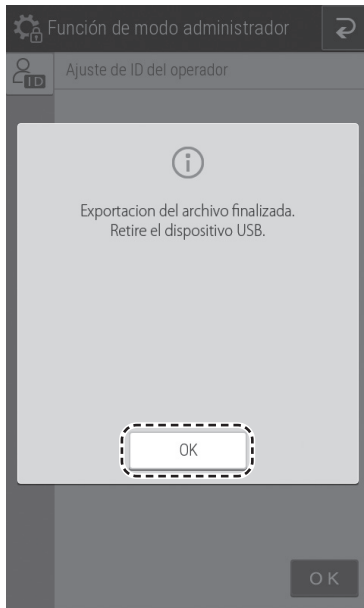 Función de modo administrador
ID
Ajuste de ID del operador
Exportacion del archivo finalizada.
Retire el dispositivo USB.
OK
OK